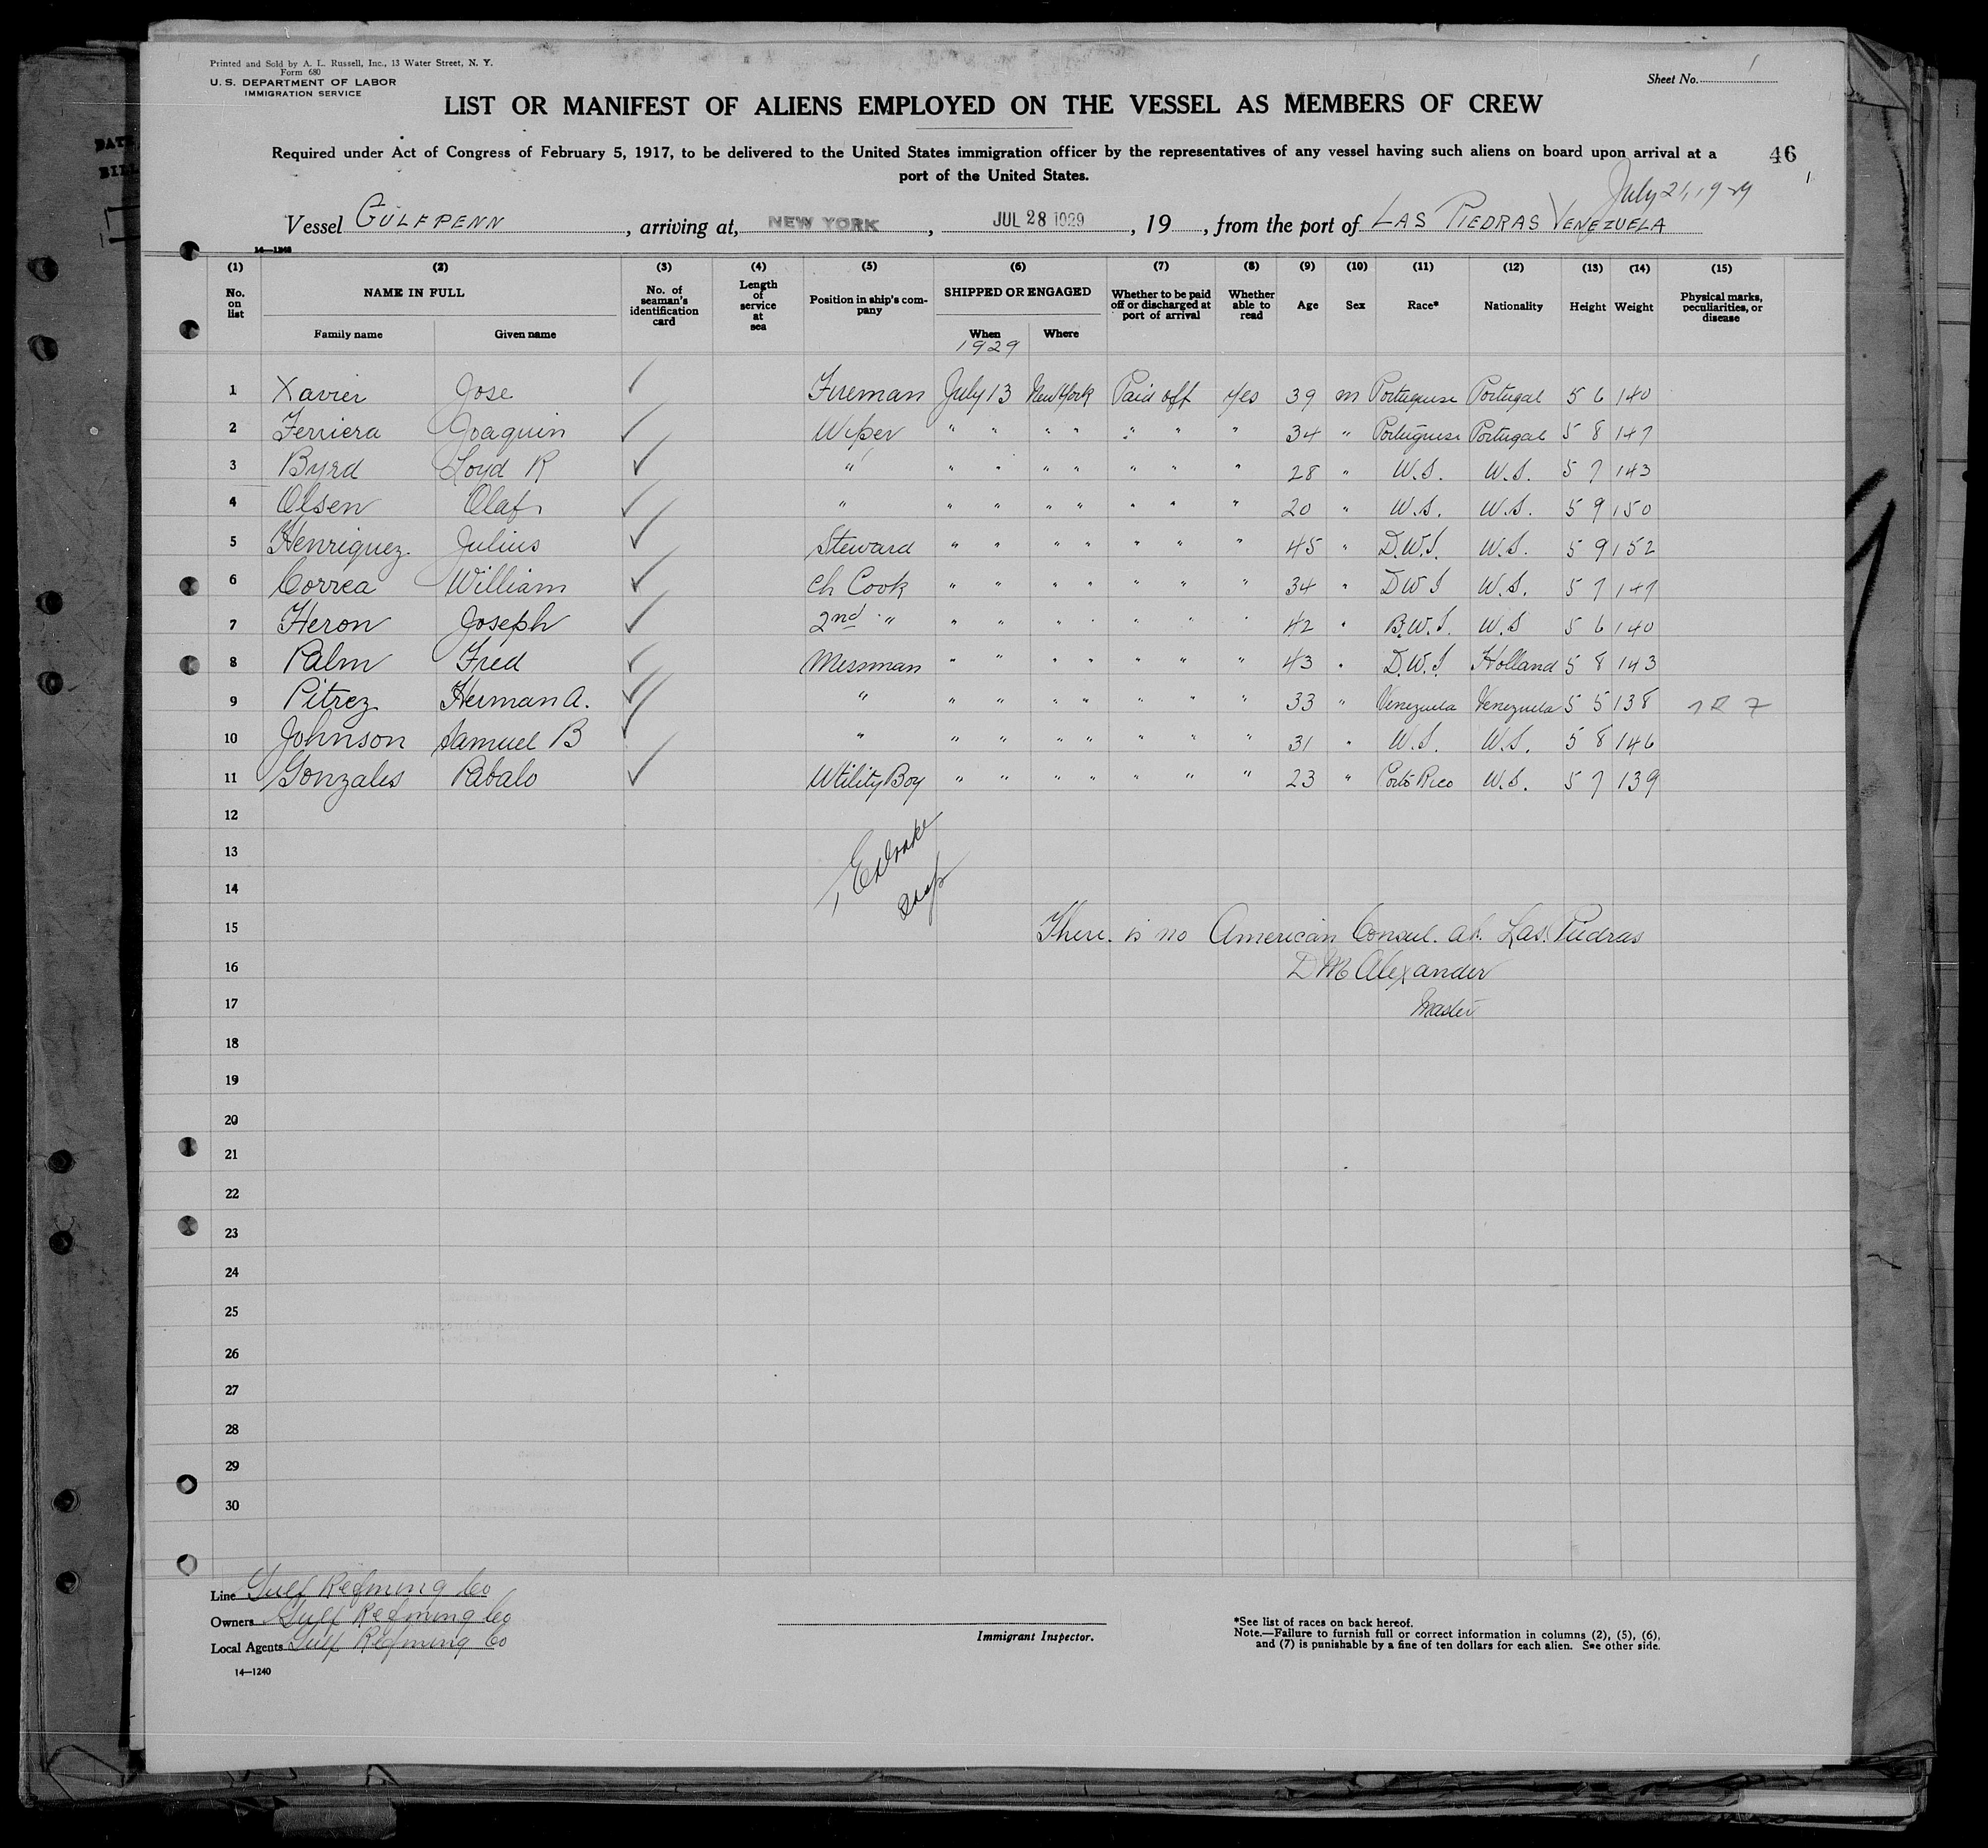 Printed and Sold by A. L. Russell, Inc., 13 Water Street, N. Y.
Form 680
U. S. DEPARTMENT OF LABOR
IMMIGRATION SERVICE
Sheet No. 1
LIST OR MANIFEST OF ALIENS EMPLOYED ON THE VESSEL AS MEMBERS OF CREW
Required under Act of Congress of February 5, 1917, to be delivered to the United States immigration officer by the representatives of any vessel having such aliens on board upon arrival at a
port of the United States.
46
July 21, 1929
Vessel GULFPENN, arriving at, NEW YORK, JUL 28 1929, 19, from the port of LAS PIEDRAS VENEZUELA
14—1240
(1) (2) (3) (4) (5) (6) (7) (8) (9) (10) (11) (12) (13) (14) (15)
No. on list NAME IN FULL Family name Given name No. of seaman's identification card Length of service at sea Position in ship's company SHIPPED OR ENGAGED When 1929 Where Whether to be paid off or discharged at port of arrival Whether able to read Age Sex Race* Nationality Height Weight Physical marks, peculiarities, or disease
1 Xavier Jose ✓ Fireman July 13 New York Paid off yes 39 m Portuguese Portugal 5 6 140
2 Ferriera Joaquin ✓ Wiper " " " " " " " 34 " Portuguese Portugal 5 8 147
3 Byrd Loyd R ✓ " " " " " " " " 28 " U.S. U.S. 5 7 143
4 Olsen Olaf ✓ " " " " " " " " 20 " U.S. U.S. 5 9 150
5 Henriquez Julius ✓ Steward " " " " " " " 45 " D.W.I. U.S. 5 9 152
6 Correa William ✓ Ch Cook " " " " " " " 34 " D W I U.S. 5 7 147
7 Heron Joseph ✓ 2nd " " " " " " " " 42 " B.W.I. U.S 5 6 140
8 Palm Fred ✓ Messman " " " " " " " 43 " D.W.I. Holland 5 8 143
9 Pitrez Herman A. ✓ " " " " " " " " 33 " Venezuela Venezuela 5 5 138
10 Johnson Samuel B ✓ " " " " " " " " 31 " U.S. U.S. 5 8 146
11 Gonzales Pabalo ✓ Utility Boy " " " " " " " 23 " Porto Rico U.S. 5 7 139
12
13
14
15 There is no American Consul at Las Piedras
16 D M Alexander
17 Master
18
19
20
21
22
23
24
25
26
27
28
29
30
Line Gulf Refining Co
Owners Gulf Refining Co
Local Agents Gulf Refining Co
14—1240
Immigrant Inspector.
*See list of races on back hereof.
Note.—Failure to furnish full or correct information in columns (2), (5), (6),
and (7) is punishable by a fine of ten dollars for each alien. See other side.